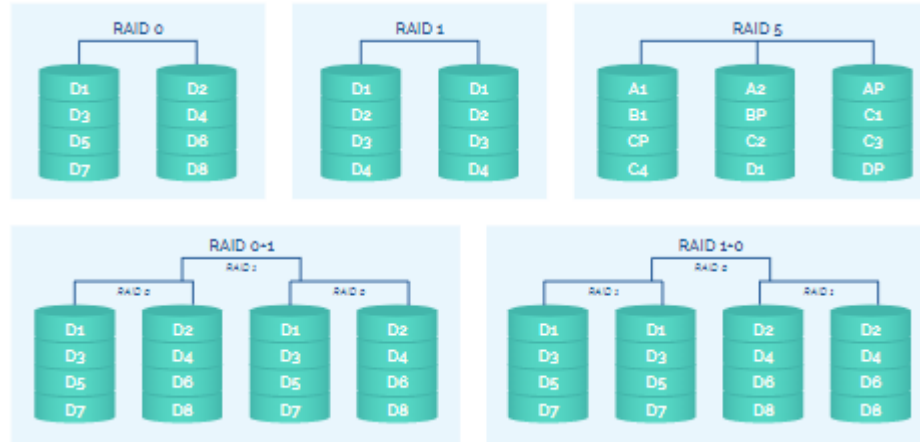 RAID 0
D1 D2
D3 D4
D5 D6
D7 D8
RAID 1
D1 D1
D2 D2
D3 D3
D4 D4
RAID 5
A1 A2 AP
B1 BP C1
CP C2 C3
C4 D1 DP
RAID 0+1
RAID 1
RAID 0 RAID 0
D1 D2 D1 D2
D3 D4 D3 D4
D5 D6 D5 D6
D7 D8 D7 D8
RAID 1+0
RAID 0
RAID 1 RAID 1
D1 D1 D2 D2
D3 D3 D4 D4
D5 D5 D6 D6
D7 D7 D8 D8